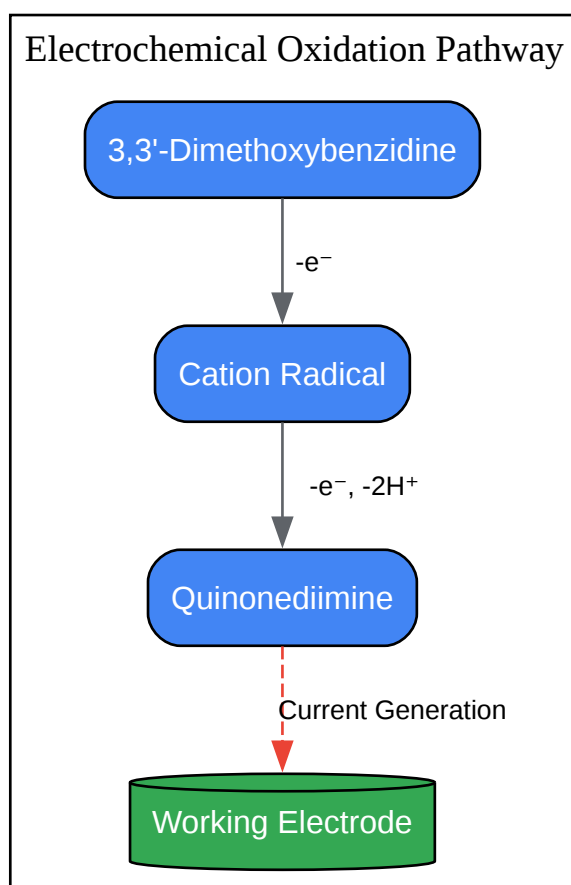 Electrochemical Oxidation Pathway
3,3'-Dimethoxybenzidine
-e⁻
Cation Radical
-e⁻, -2H⁺
Quinonediimine
Current Generation
Working Electrode